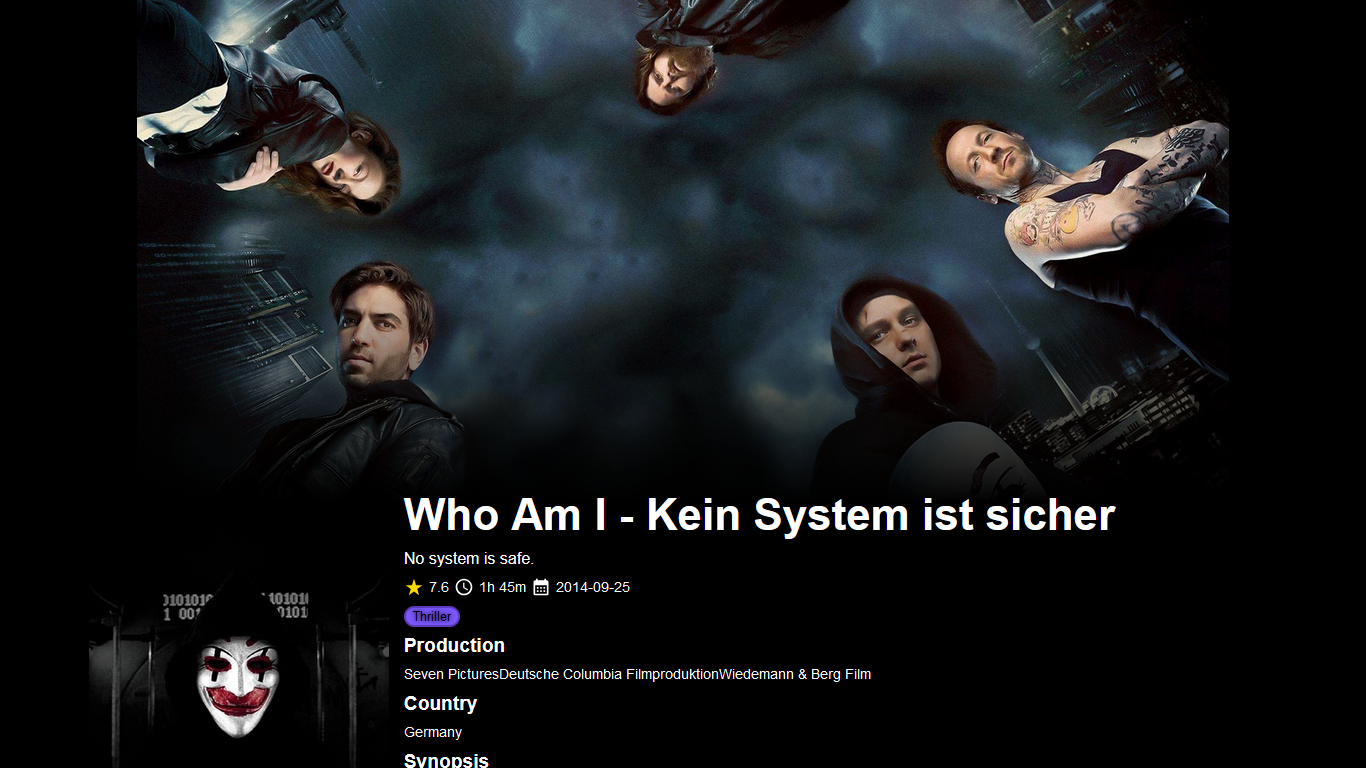 Who Am I - Kein System ist sicher
No system is safe.
7.6 1h 45m 2014-09-25
Thriller
Production
Seven PicturesDeutsche Columbia FilmproduktionWiedemann & Berg Film
Country
Germany
Synopsis